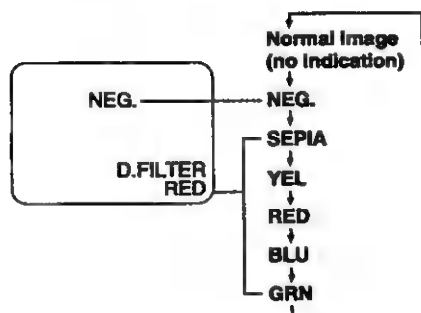 Normal Image
(no indication)
NEG.
NEG.
SEPIA
D.FILTER
RED
YEL
RED
BLU
GRN